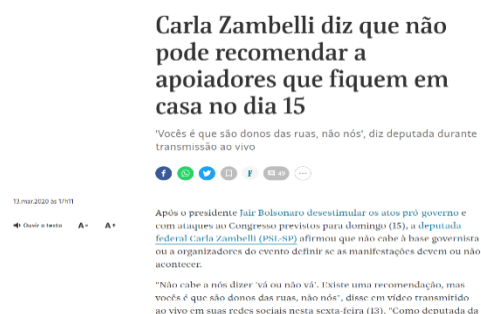 Carla Zambelli diz que não
pode recomendar a
apoiadores que fiquem em
casa no dia 15
'Vocês é que são donos das ruas, não nós', diz deputada durante
transmissão ao vivo
13.mar.2020 às 17h11
Ouvir o texto A- A+
Após o presidente Jair Bolsonaro desestimular os atos pró governo e
com ataques ao Congresso previstos para domingo (15), a deputada
federal Carla Zambelli (PSL-SP) afirmou que não cabe à base governista
ou a organizadores do evento definir se as manifestações devem ou não
acontecer.
"Não cabe a nós dizer 'vá ou não vá'. Existe uma recomendação, mas
vocês é que são donos das ruas, não nós", disse em vídeo transmitido
ao vivo em suas redes sociais nesta sexta-feira (13). "Como deputada da